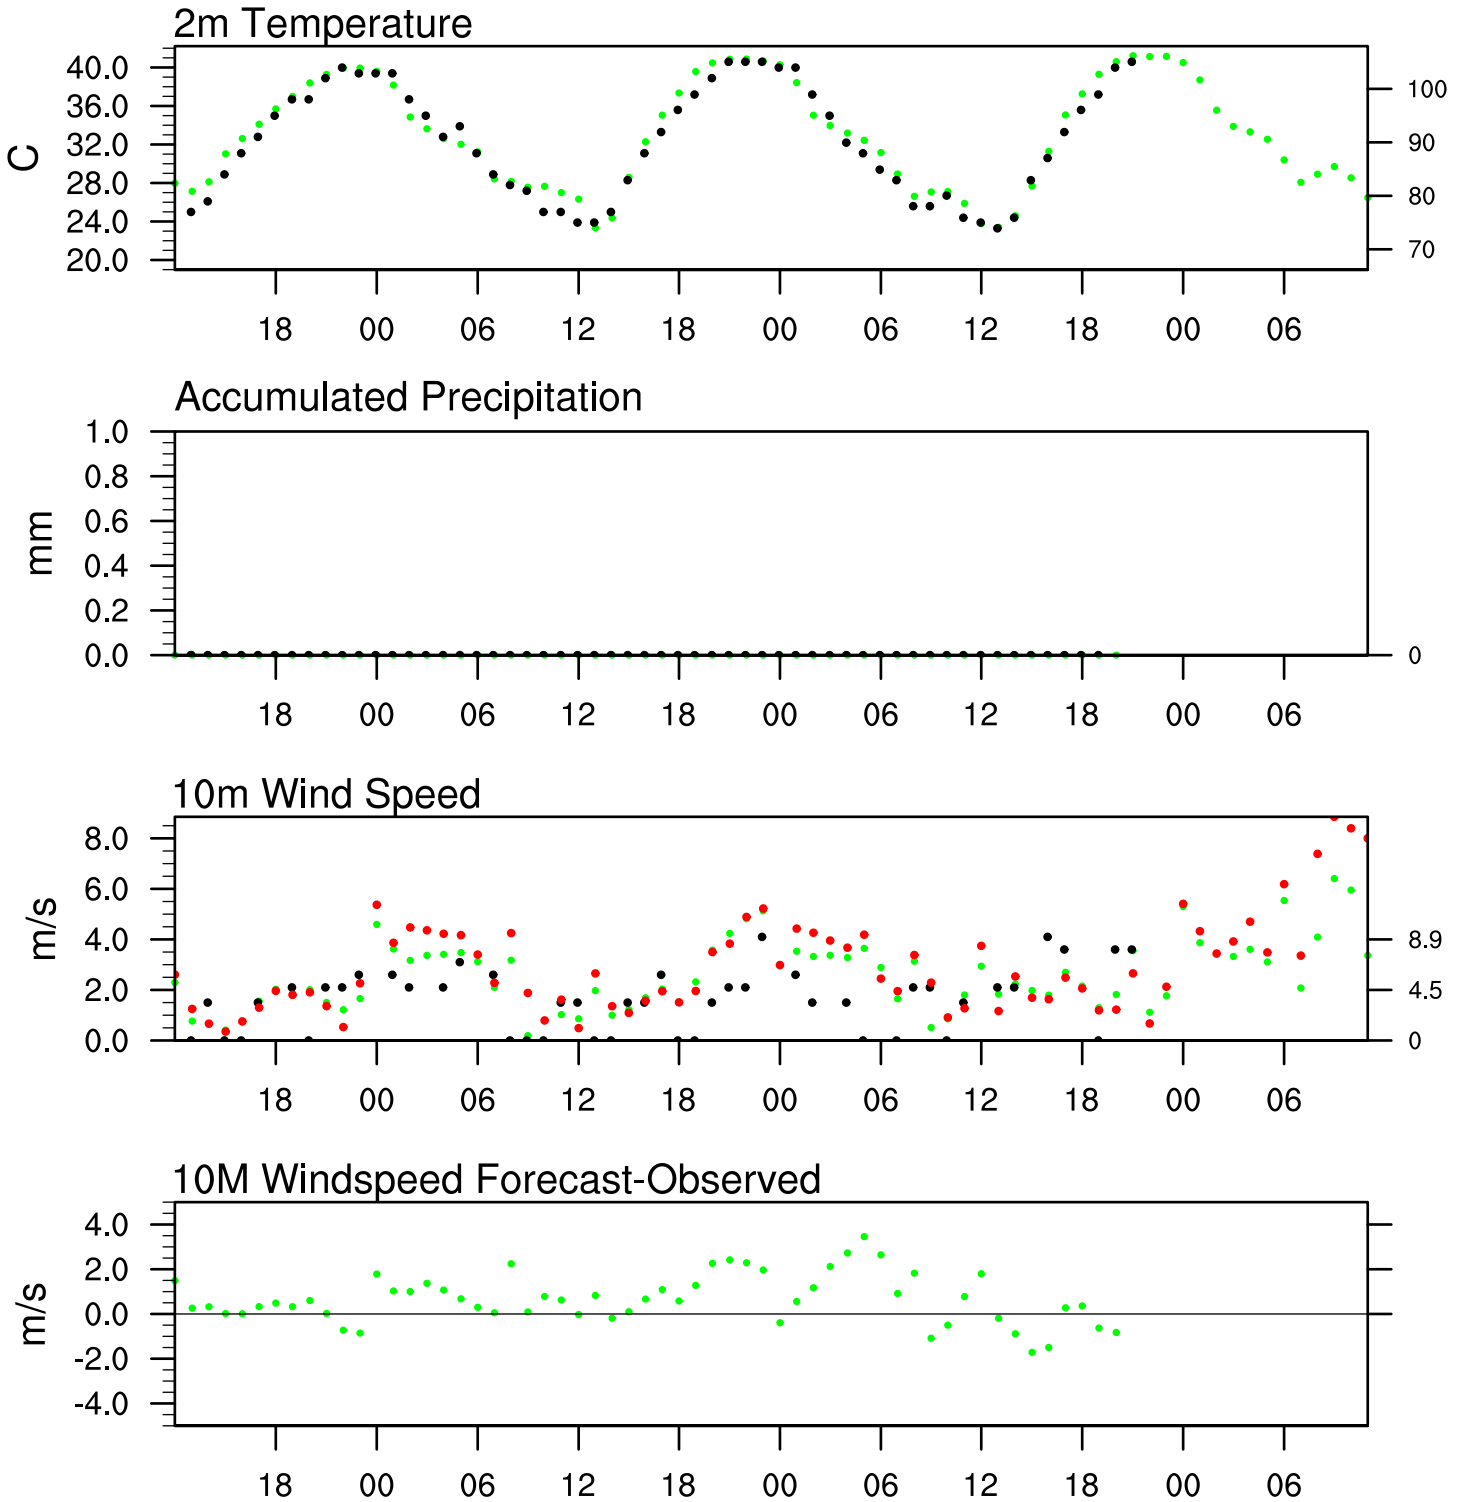 2m Temperature
C
40.0
36.0
32.0
28.0
24.0
20.0
100
90
80
70
18 00 06 12 18 00 06 12 18 00 06
Accumulated Precipitation
mm
1.0
0.8
0.6
0.4
0.2
0.0
0
18 00 06 12 18 00 06 12 18 00 06
10m Wind Speed
m/s
8.0
6.0
4.0
2.0
0.0
8.9
4.5
0
18 00 06 12 18 00 06 12 18 00 06
10M Windspeed Forecast-Observed
m/s
4.0
2.0
0.0
-2.0
-4.0
18 00 06 12 18 00 06 12 18 00 06